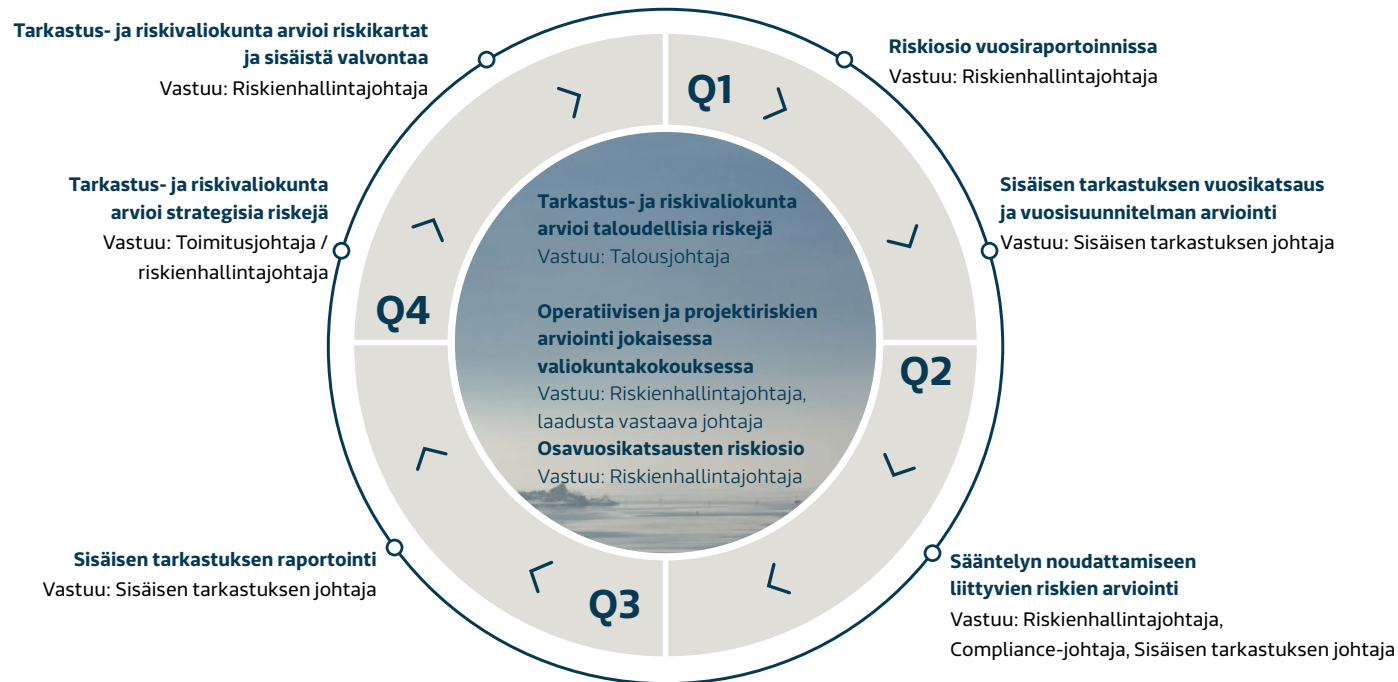 Tarkastus- ja riskivaliokunta arvioi riskikartat
ja sisäistä valvontaa
Vastuu: Riskienhallintajohtaja
Riskiosio vuosiraportoinnissa
Vastuu: Riskienhallintajohtaja
Q1
Tarkastus- ja riskivaliokunta
arvioi strategisia riskejä
Vastuu: Toimitusjohtaja /
riskienhallintajohtaja
Sisäisen tarkastuksen vuosikatsaus
ja vuosisuunnitelman arviointi
Vastuu: Sisäisen tarkastuksen johtaja
Tarkastus- ja riskivaliokunta
arvioi taloudellisia riskejä
Vastuu: Talousjohtaja
Operatiivisen ja projektiriskien
arviointi jokaisessa
valiokuntakokouksessa
Vastuu: Riskienhallintajohtaja,
laadusta vastaava johtaja
Osavuosikatsausten riskiosio
Vastuu: Riskienhallintajohtaja
Q4
Q2
Sisäisen tarkastuksen raportointi
Vastuu: Sisäisen tarkastuksen johtaja
Q3
Sääntelyn noudattamiseen
liittyvien riskien arviointi
Vastuu: Riskienhallintajohtaja,
Compliance-johtaja, Sisäisen tarkastuksen johtaja